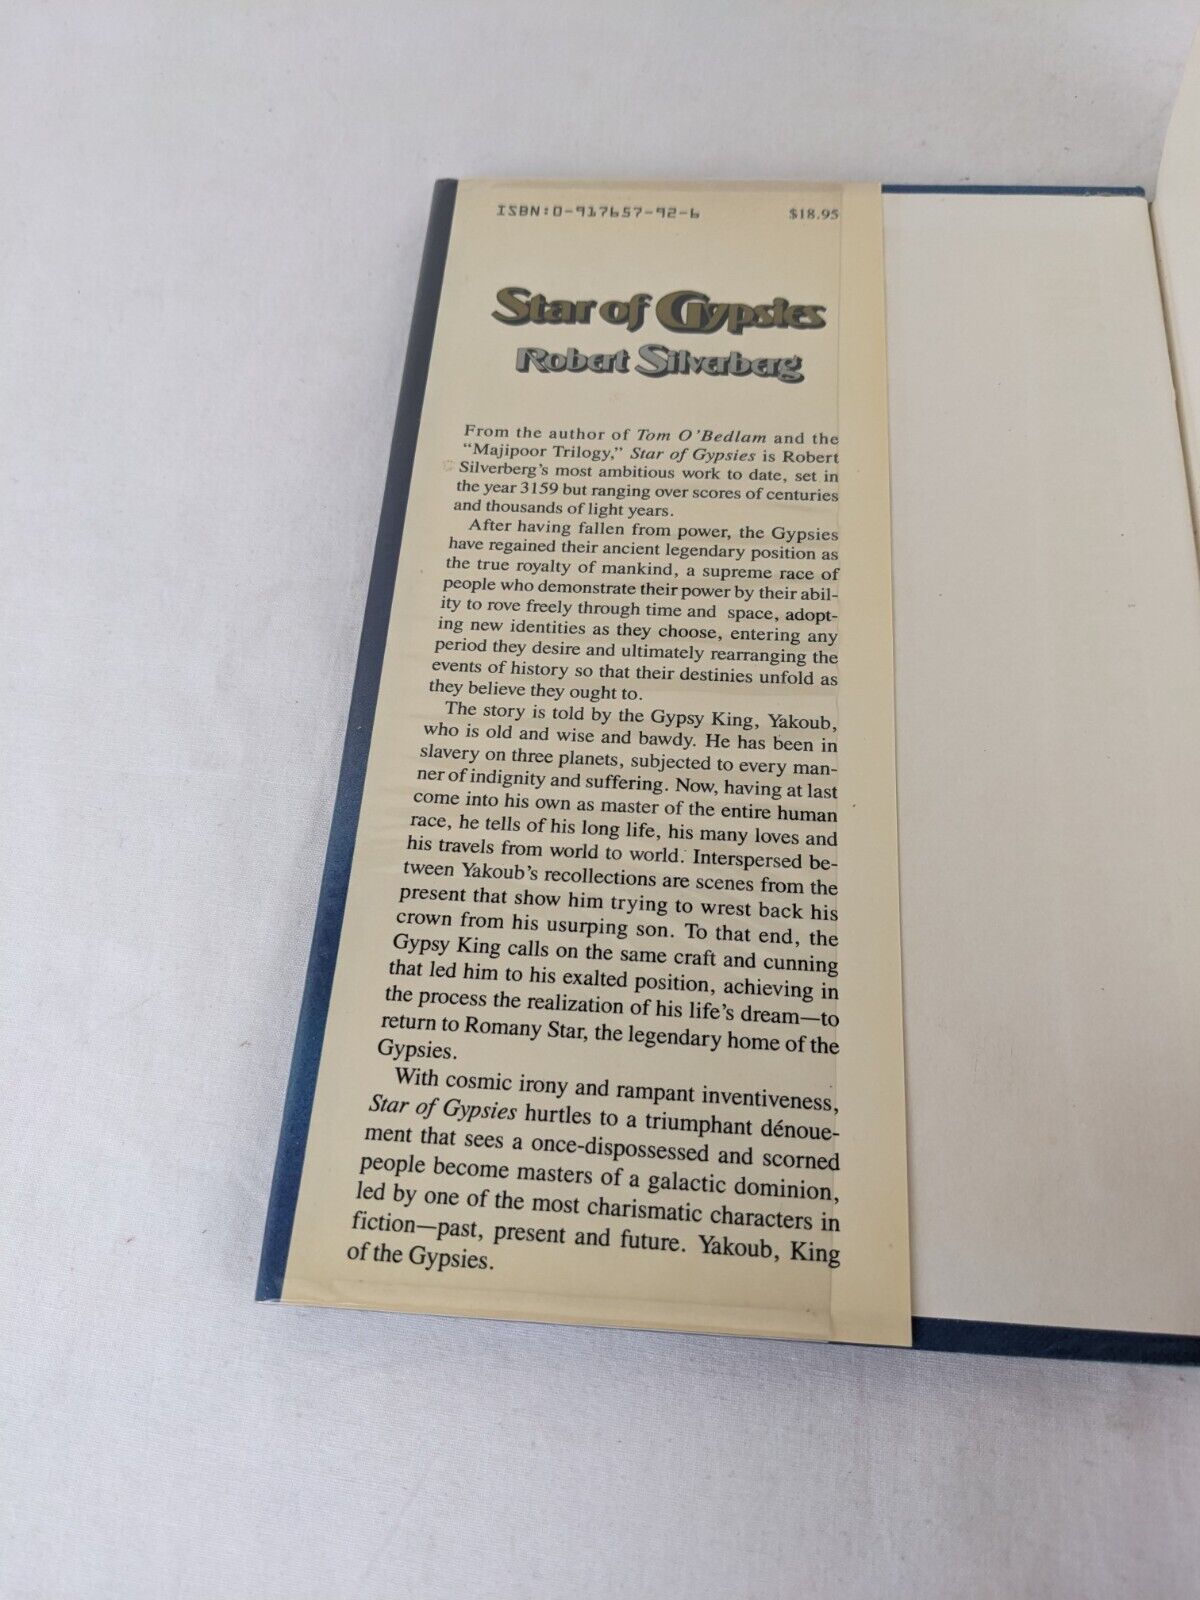 ISBN:0-917657-92-6 $18.95
Star of Gypsies
Robert Silverberg
From the author of Tom O'Bedlam and the
"Majipoor Trilogy," Star of Gypsies is Robert
Silverberg's most ambitious work to date, set in
the year 3159 but ranging over scores of centuries
and thousands of light years.
After having fallen from power, the Gypsies
have regained their ancient legendary position as
the true royalty of mankind, a supreme race of
people who demonstrate their power by their abil-
ity to rove freely through time and space, adopt-
ing new identities as they choose, entering any
period they desire and ultimately rearranging the
events of history so that their destinies unfold as
they believe they ought to.
The story is told by the Gypsy King, Yakoub,
who is old and wise and bawdy. He has been in
slavery on three planets, subjected to every man-
ner of indignity and suffering. Now, having at last
come into his own as master of the entire human
race, he tells of his long life, his many loves and
his travels from world to world. Interspersed be-
tween Yakoub's recollections are scenes from the
present that show him trying to wrest back his
crown from his usurping son. To that end, the
Gypsy King calls on the same craft and cunning
that led him to his exalted position, achieving in
the process the realization of his life's dream—to
return to Romany Star, the legendary home of the
Gypsies.
With cosmic irony and rampant inventiveness,
Star of Gypsies hurtles to a triumphant dénoue-
ment that sees a once-dispossessed and scorned
people become masters of a galactic dominion,
led by one of the most charismatic characters in
fiction—past, present and future. Yakoub, King
of the Gypsies.